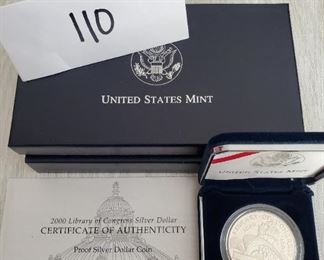 110
UNITED STATES MINT
UNITED STATES MINT
2000 Library of Congress Silver Dollar
CERTIFICATE OF AUTHENTICITY
Proof Silver Dollar Coin